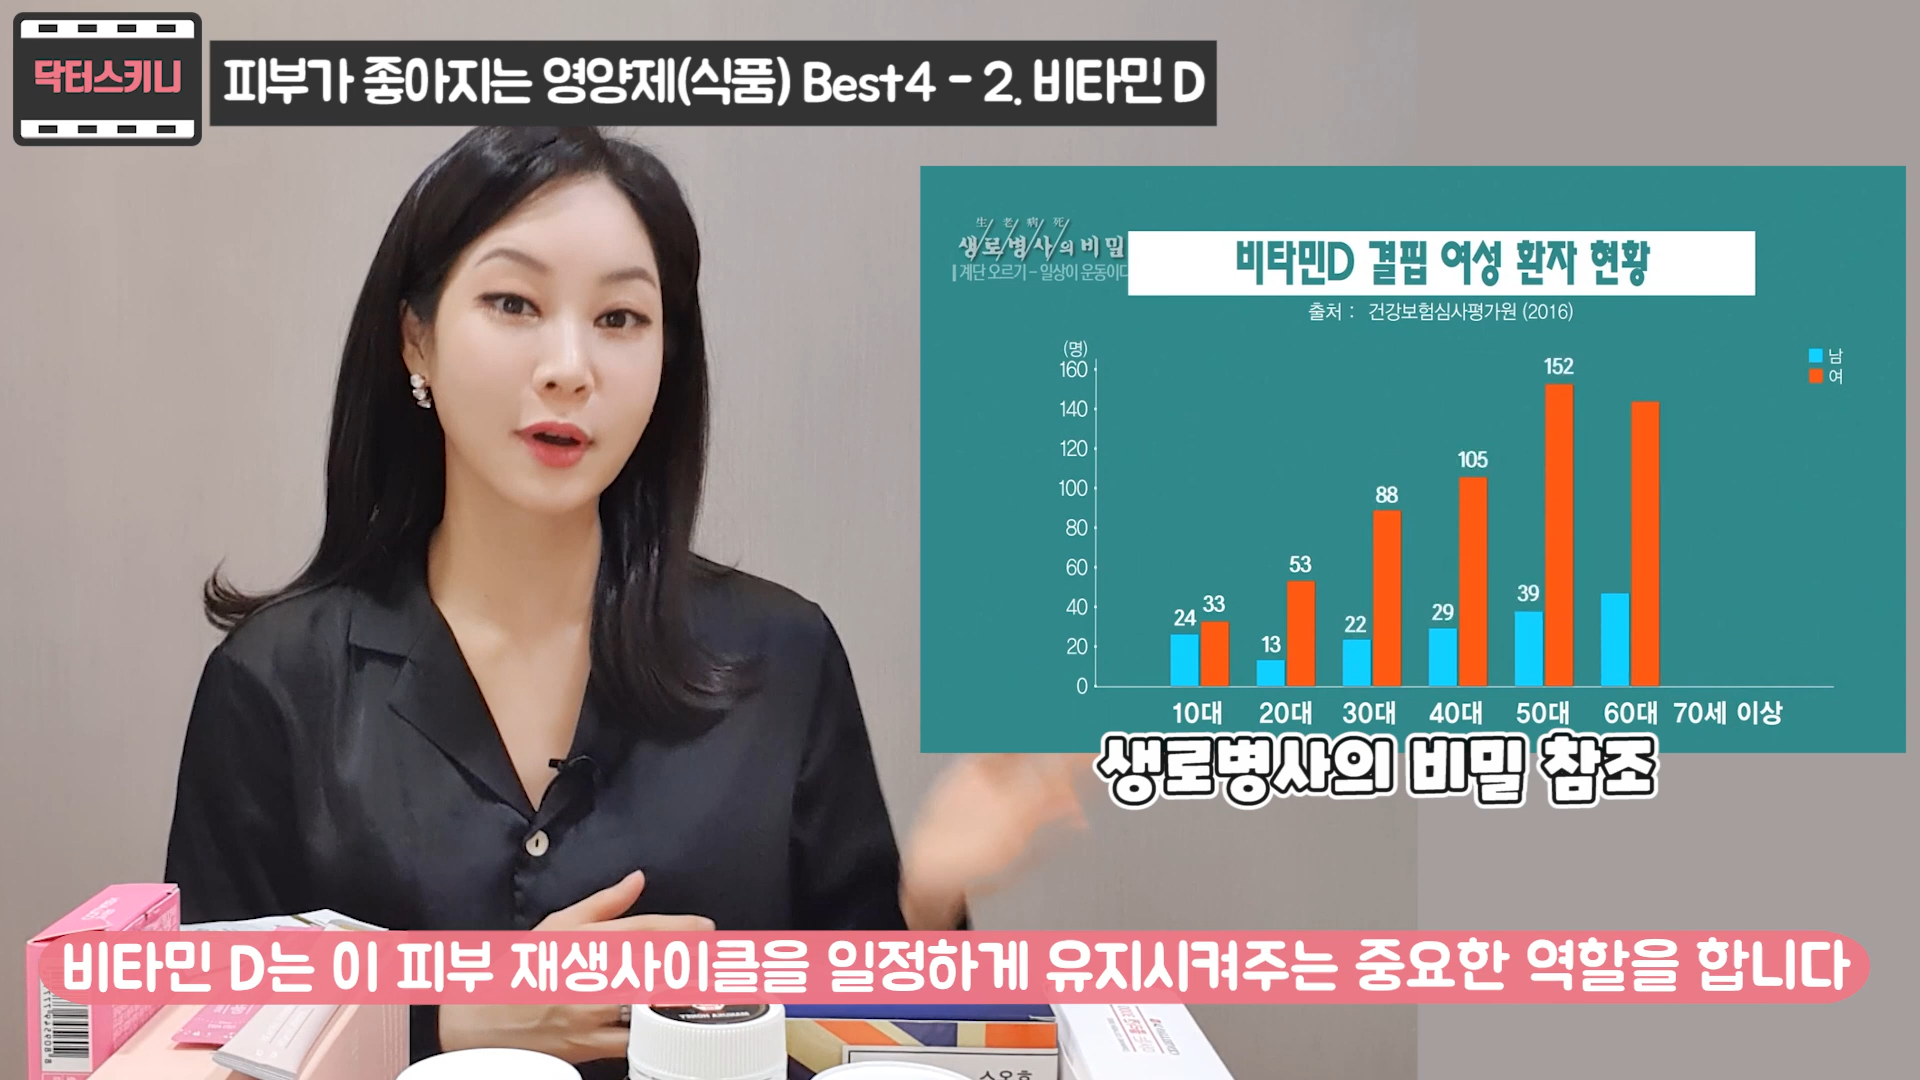 닥터스키니
피부가 좋아지는 영양제(식품) Best4 - 2. 비타민 D
生老病死
생로병사의 비밀
계단 오르기 - 일상이 운동이다
비타민D 결핍 여성 환자 현황
출처 : 건강보험심사평가원 (2016)
(명)
160
140
120
100
80
60
40
20
0
남
여
24 33
13 53
22 88
29 105
39 152
10대 20대 30대 40대 50대 60대 70세 이상
생로병사의 비밀 참조
비타민 D는 이 피부 재생사이클을 일정하게 유지시켜주는 중요한 역할을 합니다